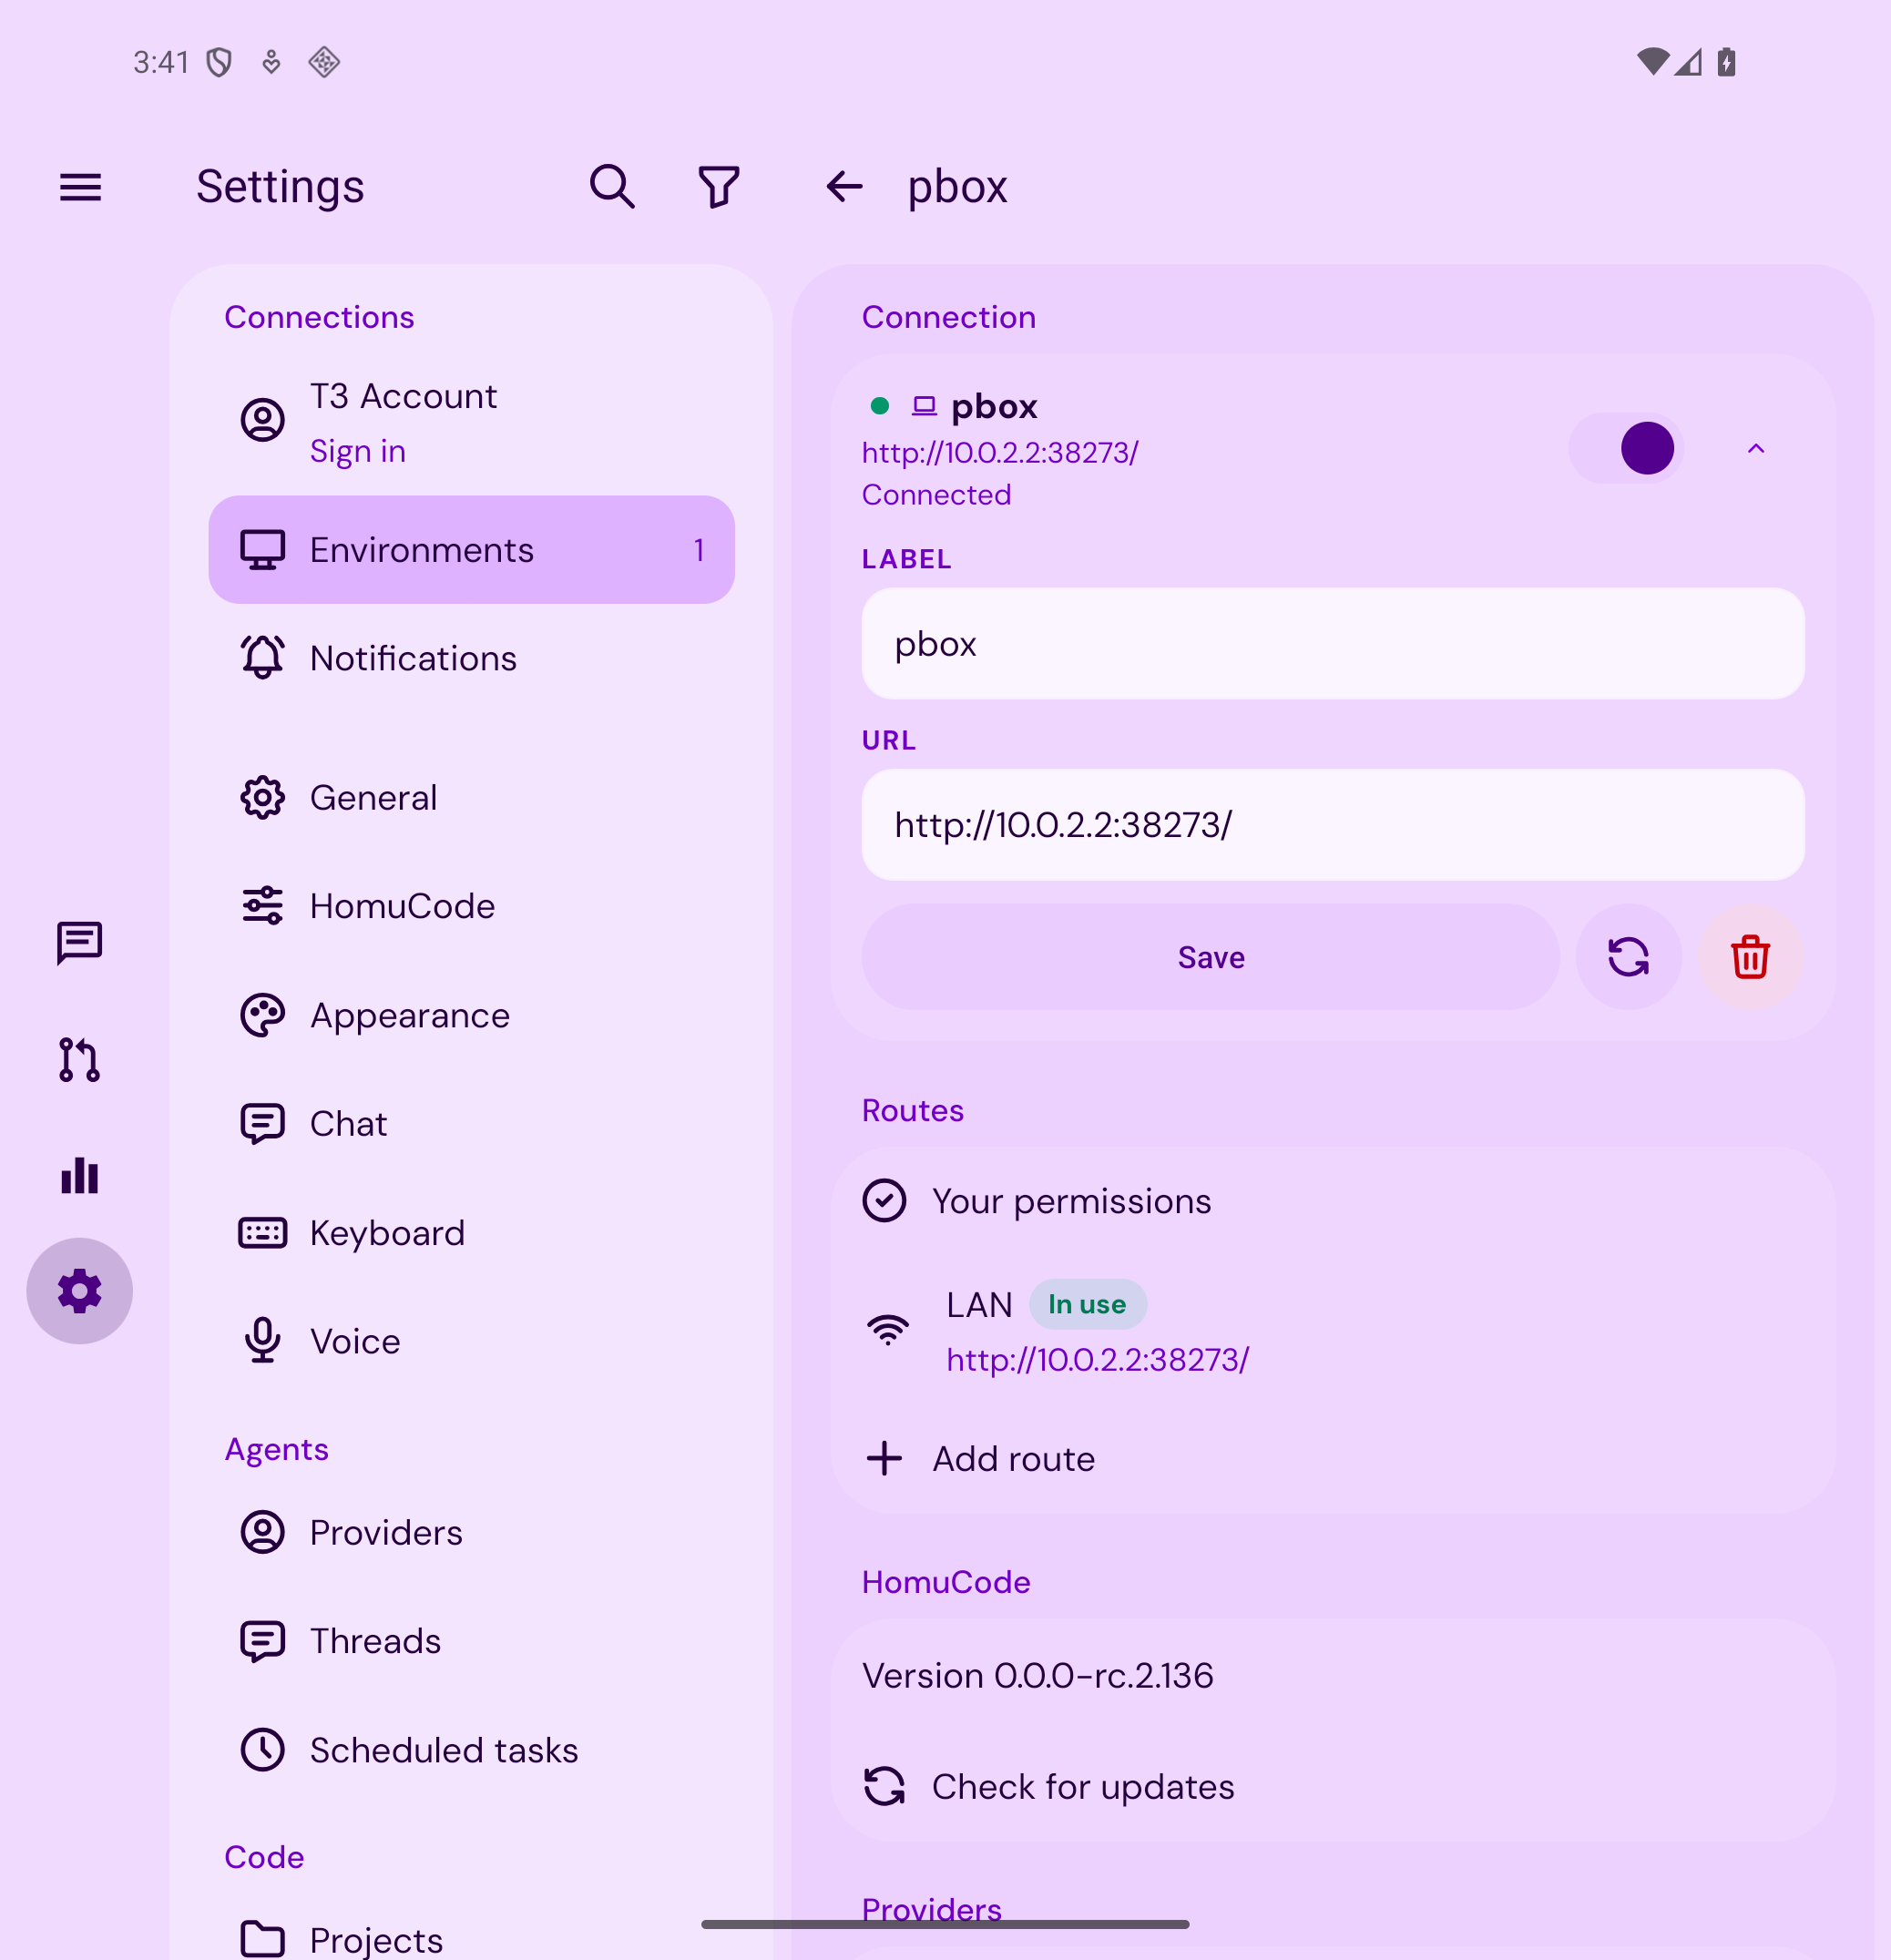 3:41
Settings
pbox
Connections
T3 Account
Sign in
Environments 1
Notifications
General
HomuCode
Appearance
Chat
Keyboard
Voice
Agents
Providers
Threads
Scheduled tasks
Code
Projects
Connection
pbox
http://10.0.2.2:38273/
Connected
LABEL
pbox
URL
http://10.0.2.2:38273/
Save
Routes
Your permissions
LAN In use
http://10.0.2.2:38273/
Add route
HomuCode
Version 0.0.0-rc.2.136
Check for updates
Providers